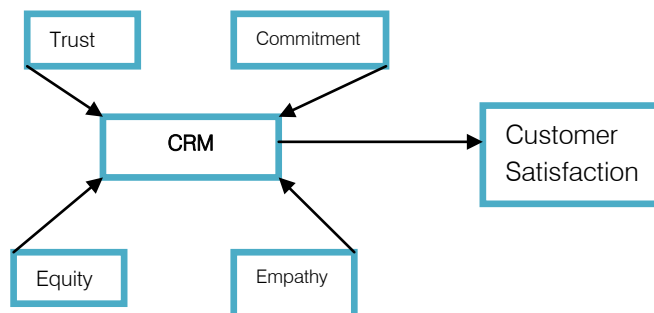 Trust
Commitment
CRM
Customer
Satisfaction
Equity
Empathy